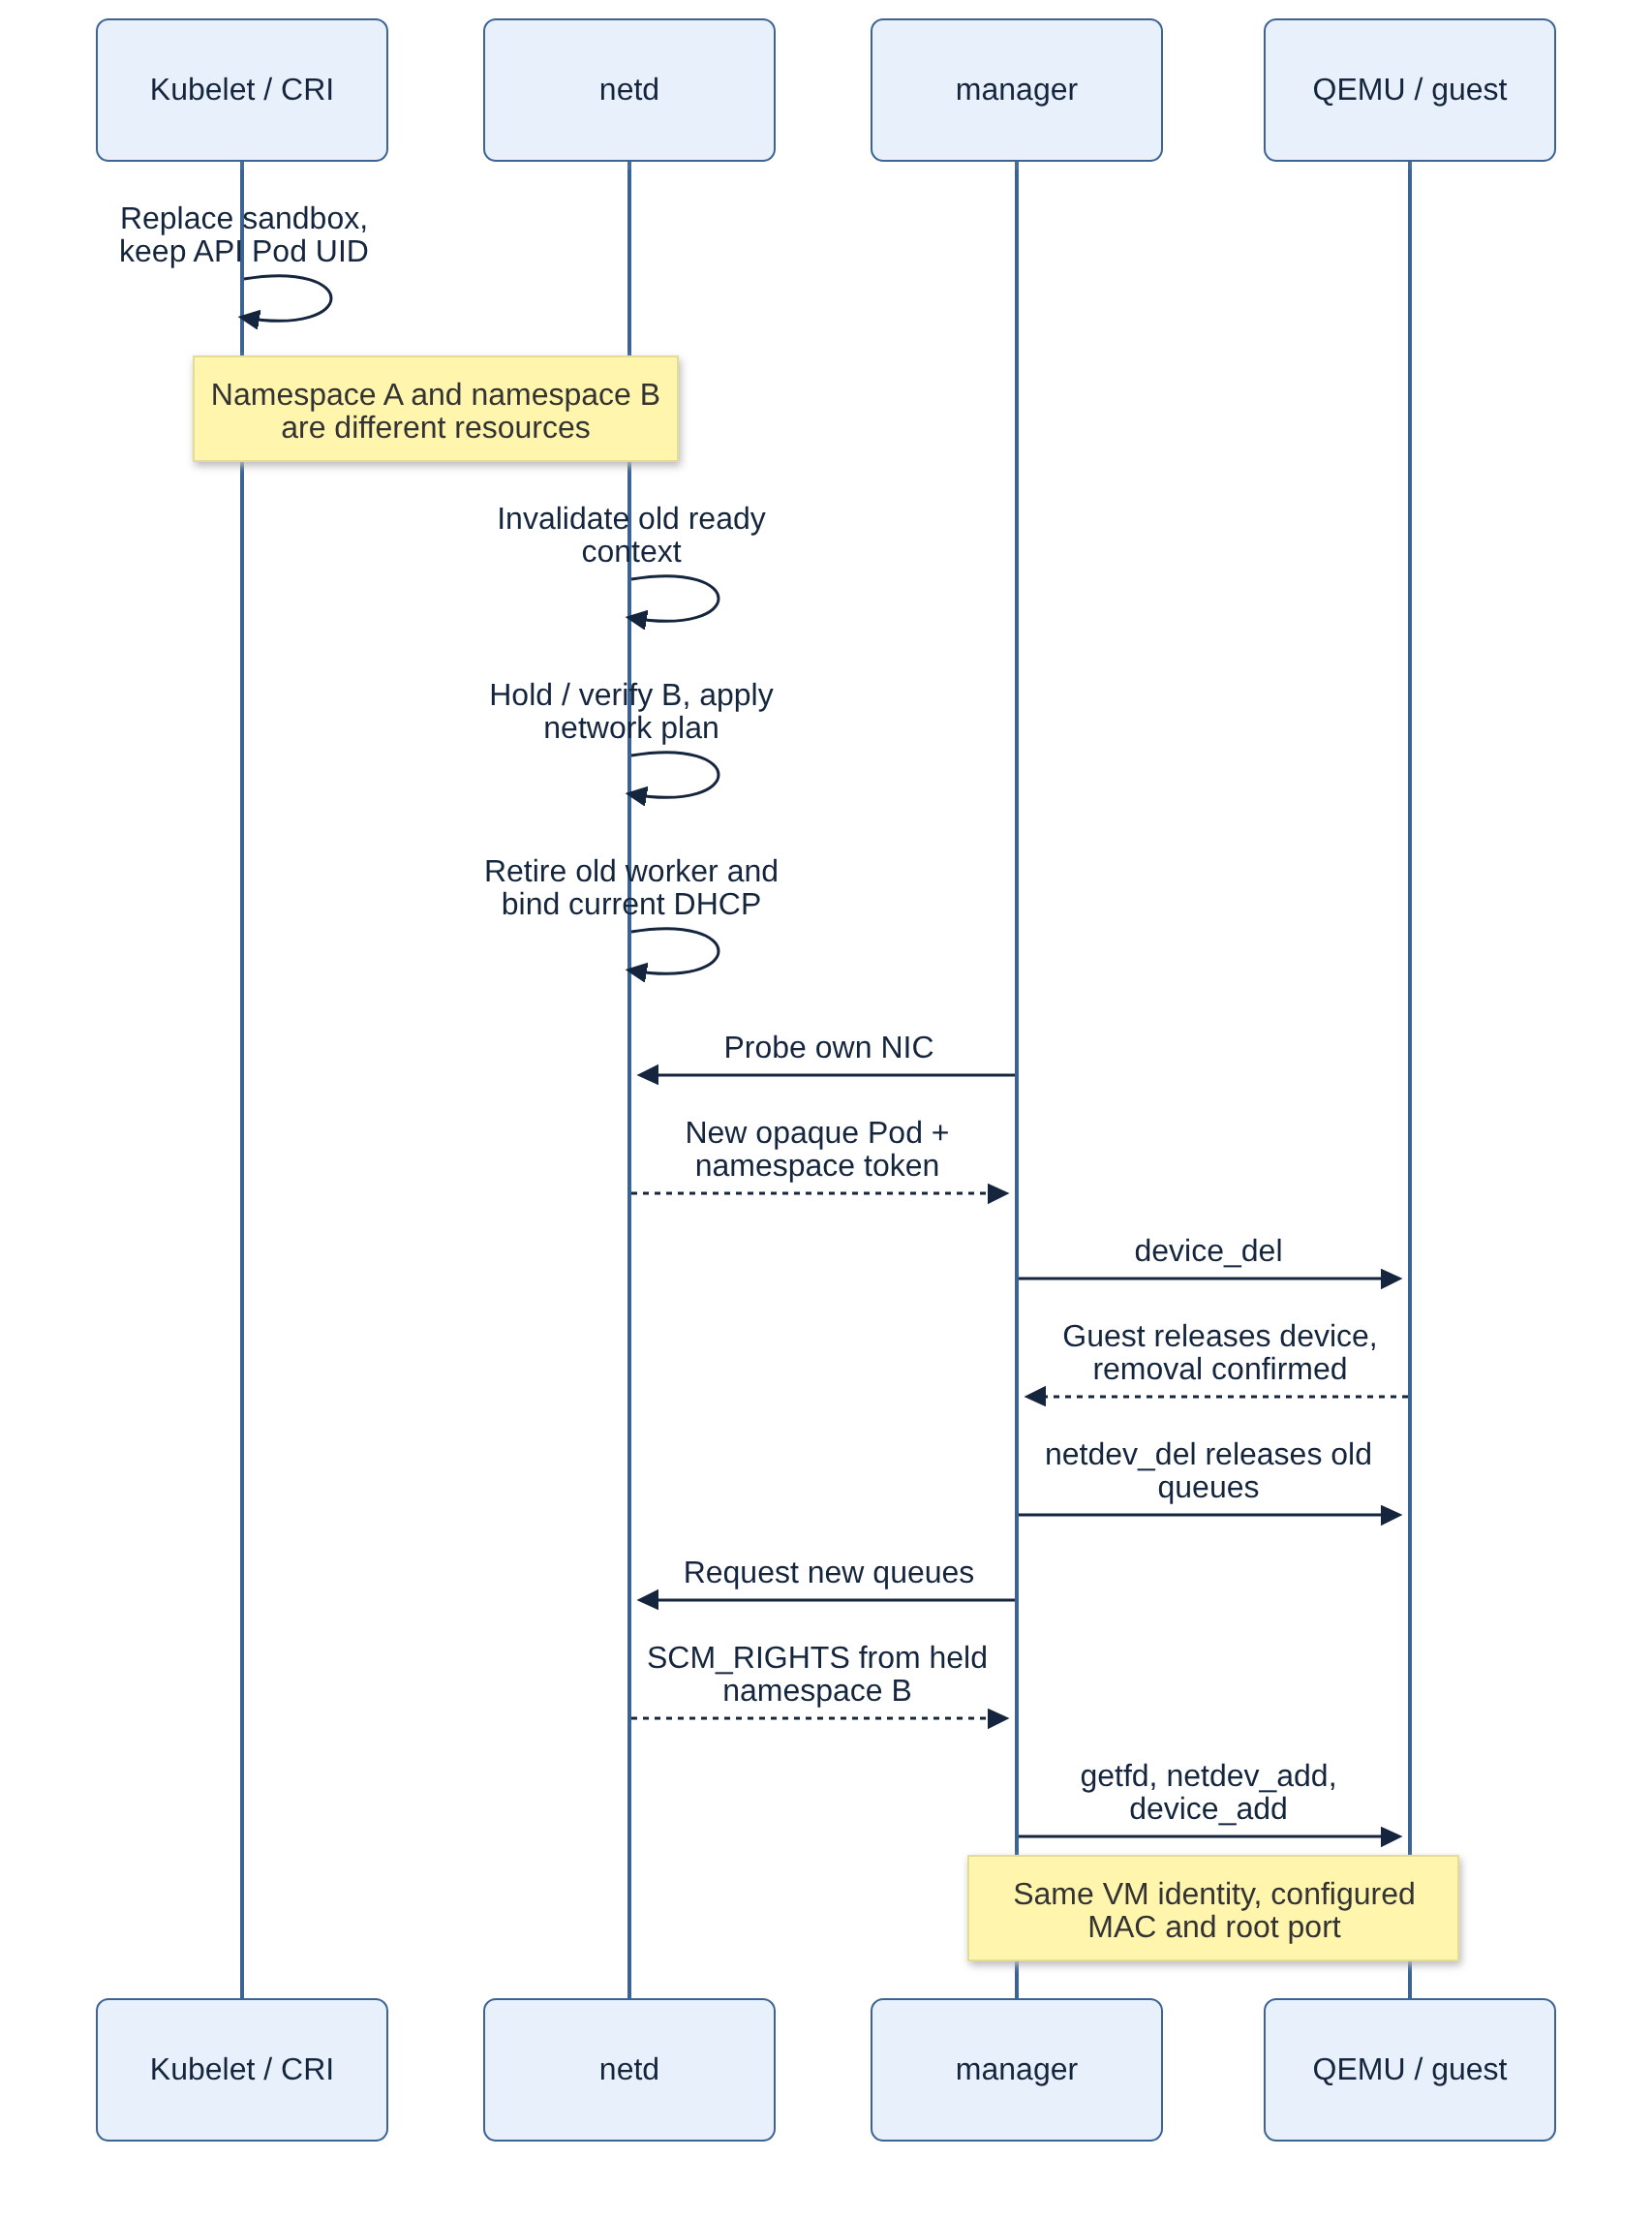 Kubelet / CRI
netd
manager
QEMU / guest
Replace sandbox,
keep API Pod UID
Namespace A and namespace B
are different resources
Invalidate old ready
context
Hold / verify B, apply
network plan
Retire old worker and
bind current DHCP
Probe own NIC
New opaque Pod +
namespace token
device_del
Guest releases device,
removal confirmed
netdev_del releases old
queues
Request new queues
SCM_RIGHTS from held
namespace B
getfd, netdev_add,
device_add
Same VM identity, configured
MAC and root port
Kubelet / CRI
netd
manager
QEMU / guest